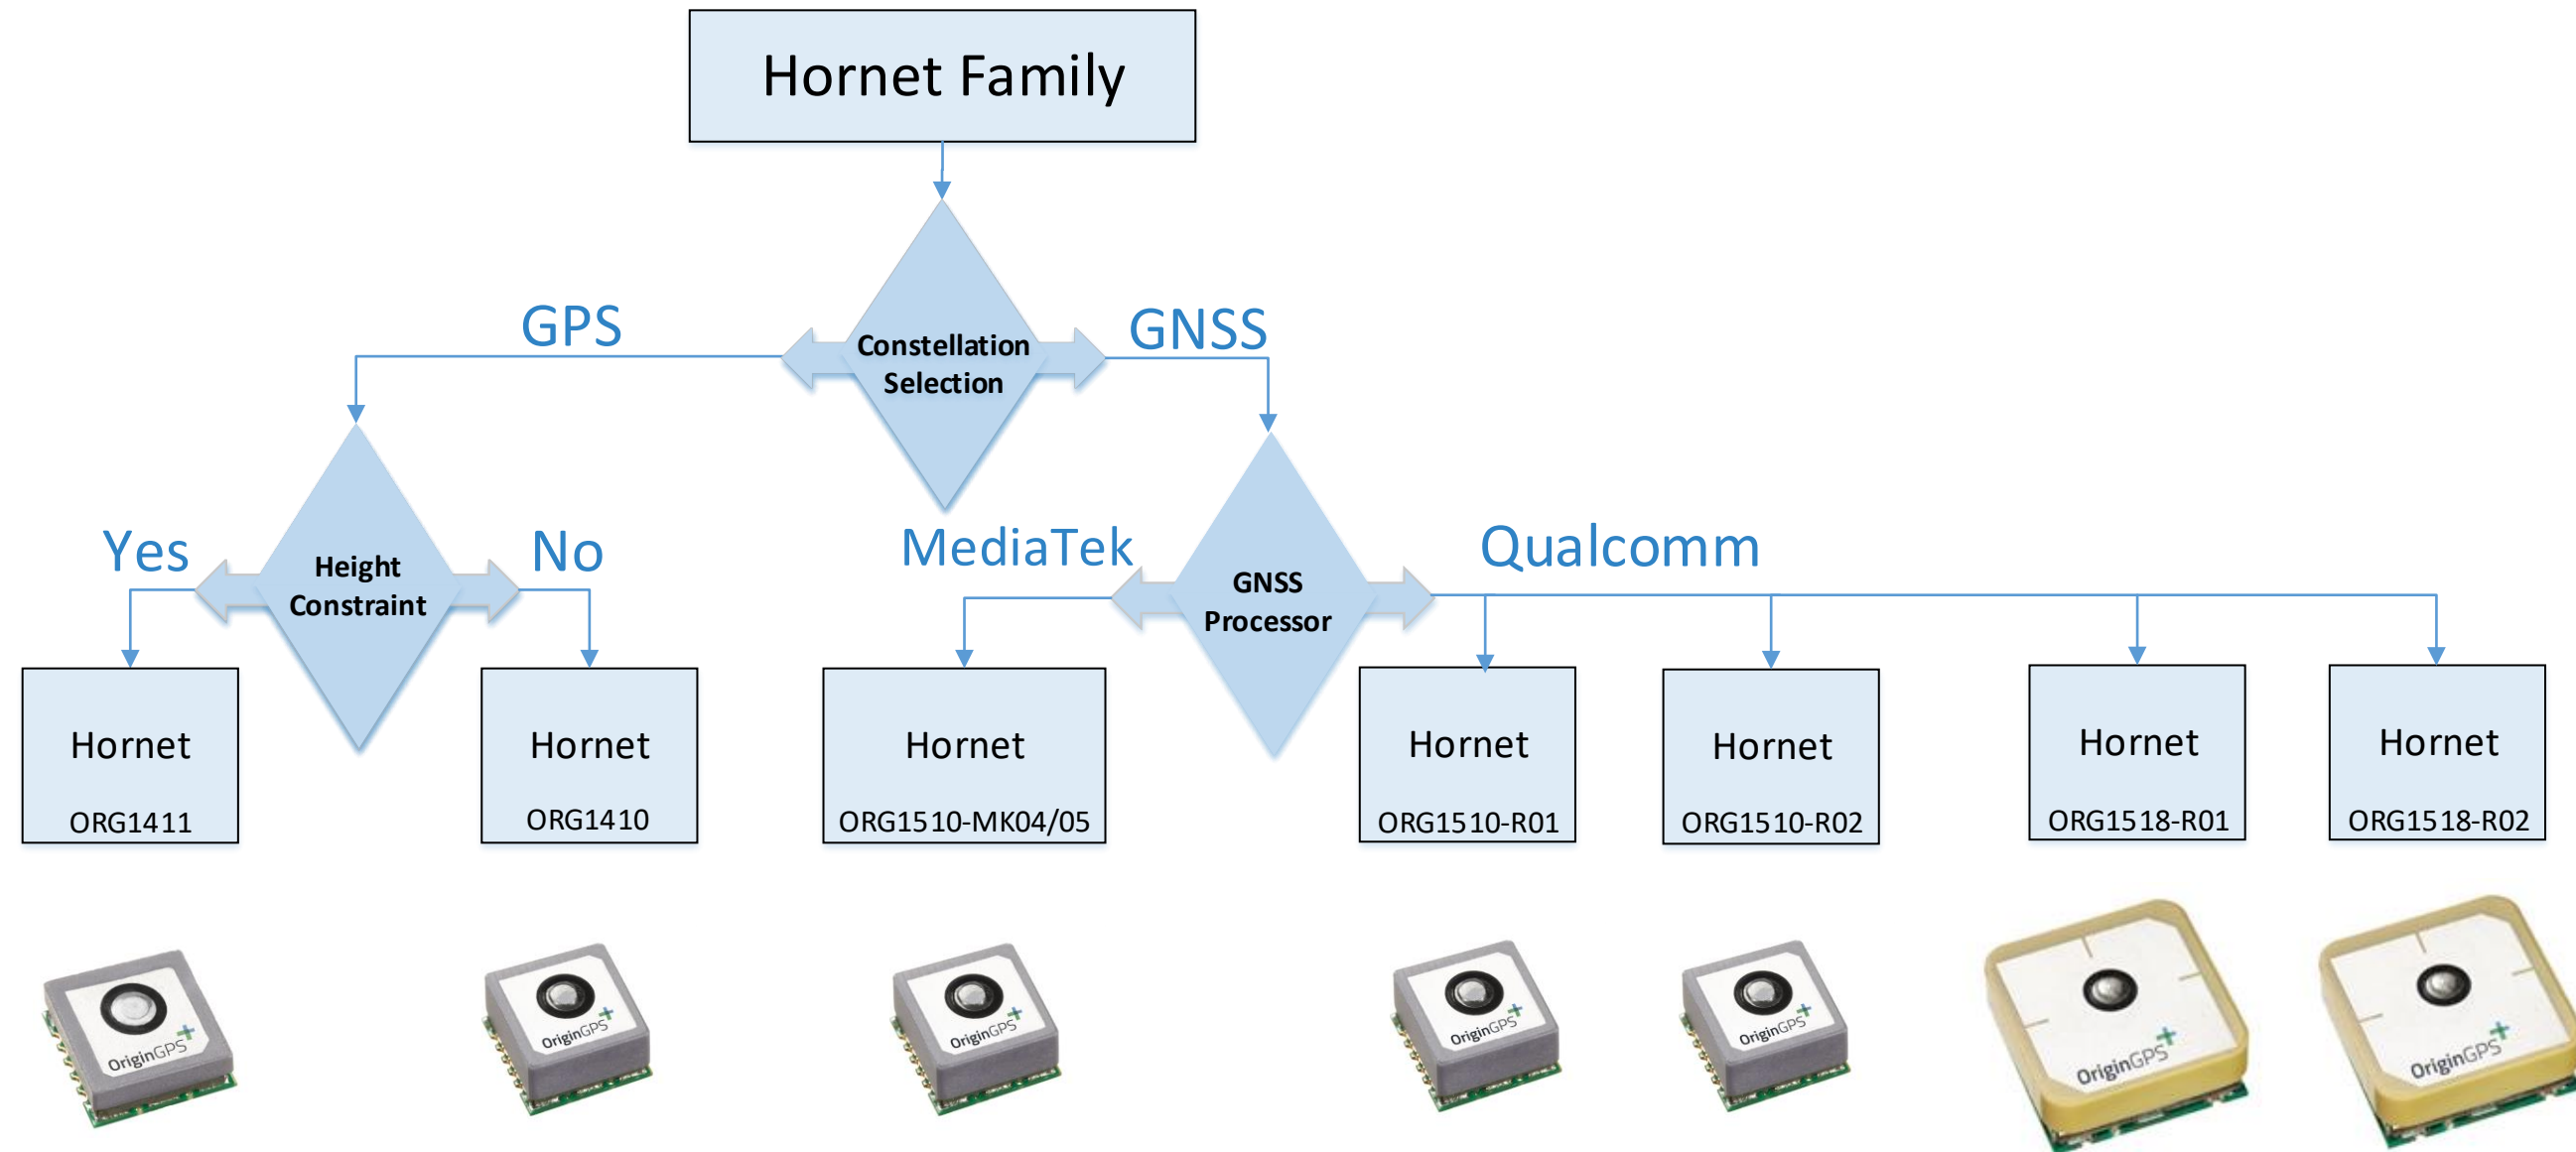 Hornet Family
GPS
GNSS
Constellation
Selection
Yes
No
MediaTek
Qualcomm
Height
Constraint
GNSS
Processor
Hornet
ORG1411
Hornet
ORG1410
Hornet
ORG1510-MK04/05
Hornet
ORG1510-R01
Hornet
ORG1510-R02
Hornet
ORG1518-R01
Hornet
ORG1518-R02
OriginGPS
OriginGPS
OriginGPS
OriginGPS
OriginGPS
OriginGPS
OriginGPS